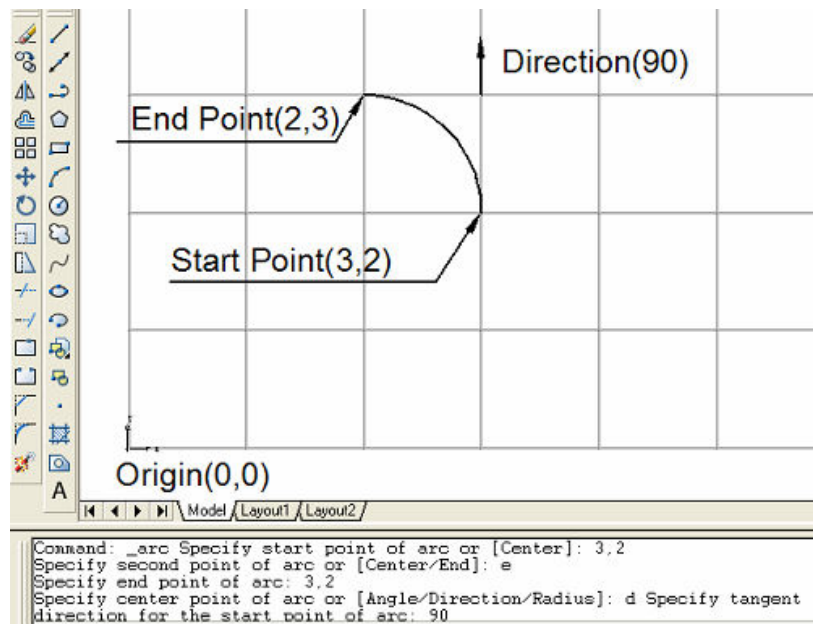 Direction(90)
End Point(2,3)
Start Point(3,2)
Origin(0,0)
A
Model Layout1 Layout2
Command: _arc Specify start point of arc or [Center]: 3,2
Specify second point of arc or [Center/End]: e
Specify end point of arc: 3,2
Specify center point of arc or [Angle/Direction/Radius]: d Specify tangent
direction for the start point of arc: 90